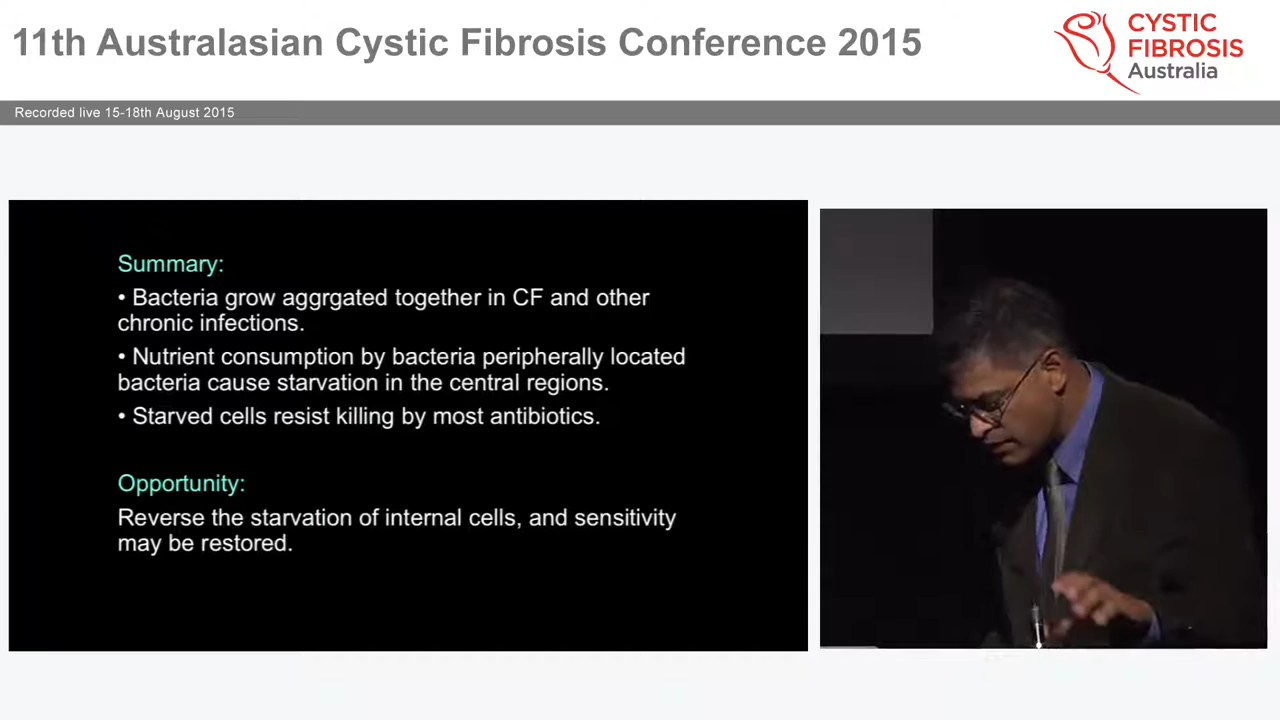 11th Australasian Cystic Fibrosis Conference 2015
CYSTIC
FIBROSIS
Australia
Recorded live 15-18th August 2015
Summary:
• Bacteria grow aggrgated together in CF and other
chronic infections.
• Nutrient consumption by bacteria peripherally located
bacteria cause starvation in the central regions.
• Starved cells resist killing by most antibiotics.
Opportunity:
Reverse the starvation of internal cells, and sensitivity
may be restored.